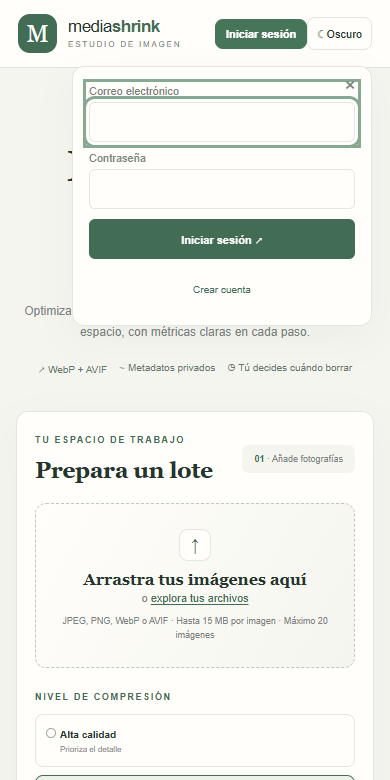 M
mediashrink
ESTUDIO DE IMAGEN
Iniciar sesión
☾ Oscuro
×
Correo electrónico
Contraseña
Iniciar sesión ↗
Crear cuenta
Optimiza
espacio, con métricas claras en cada paso.
↗ WebP + AVIF ~ Metadatos privados ◷ Tú decides cuándo borrar
TU ESPACIO DE TRABAJO
Prepara un lote
01 · Añade fotografías
↑
Arrastra tus imágenes aquí
o explora tus archivos
JPEG, PNG, WebP o AVIF · Hasta 15 MB por imagen · Máximo 20
imágenes
NIVEL DE COMPRESIÓN
Alta calidad
Prioriza el detalle